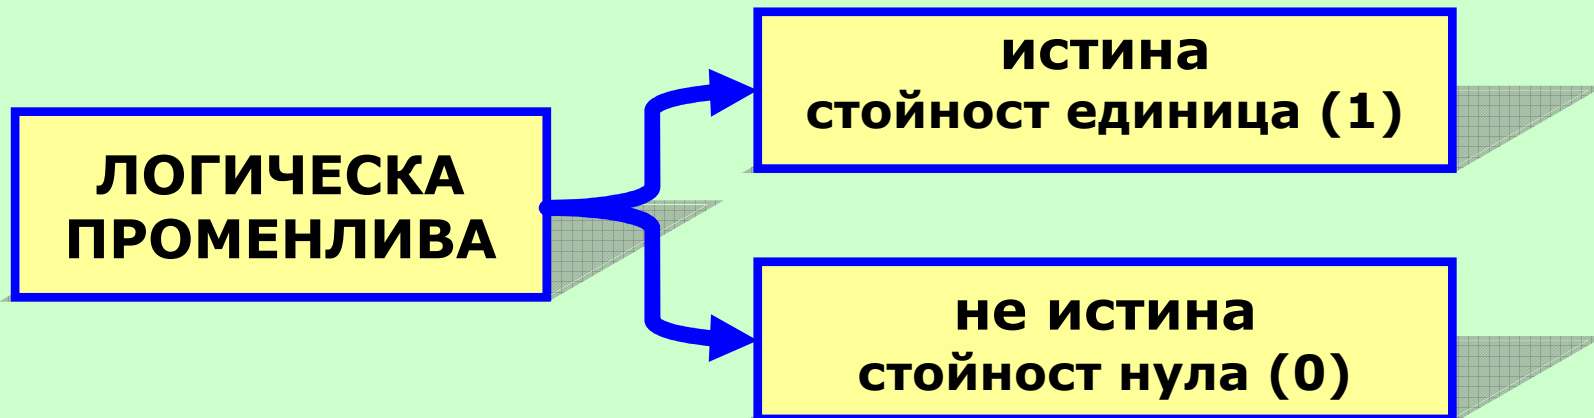 ЛОГИЧЕСКА
ПРОМЕНЛИВА
истина
стойност единица (1)
не истина
стойност нула (0)